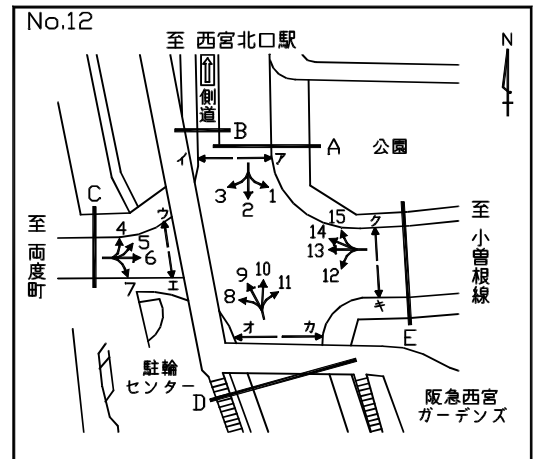 No.12
至 西宮北口駅
N
側道
B
A
公園
イ
ア
C
3
2
1
ウ
4
5
6
7
エ
15
14
13
12
ク
キ
至 両度町
至 小曽根線
8
9
10
11
オ
カ
E
駐輪
センター
D
阪急西宮
ガーデンズ